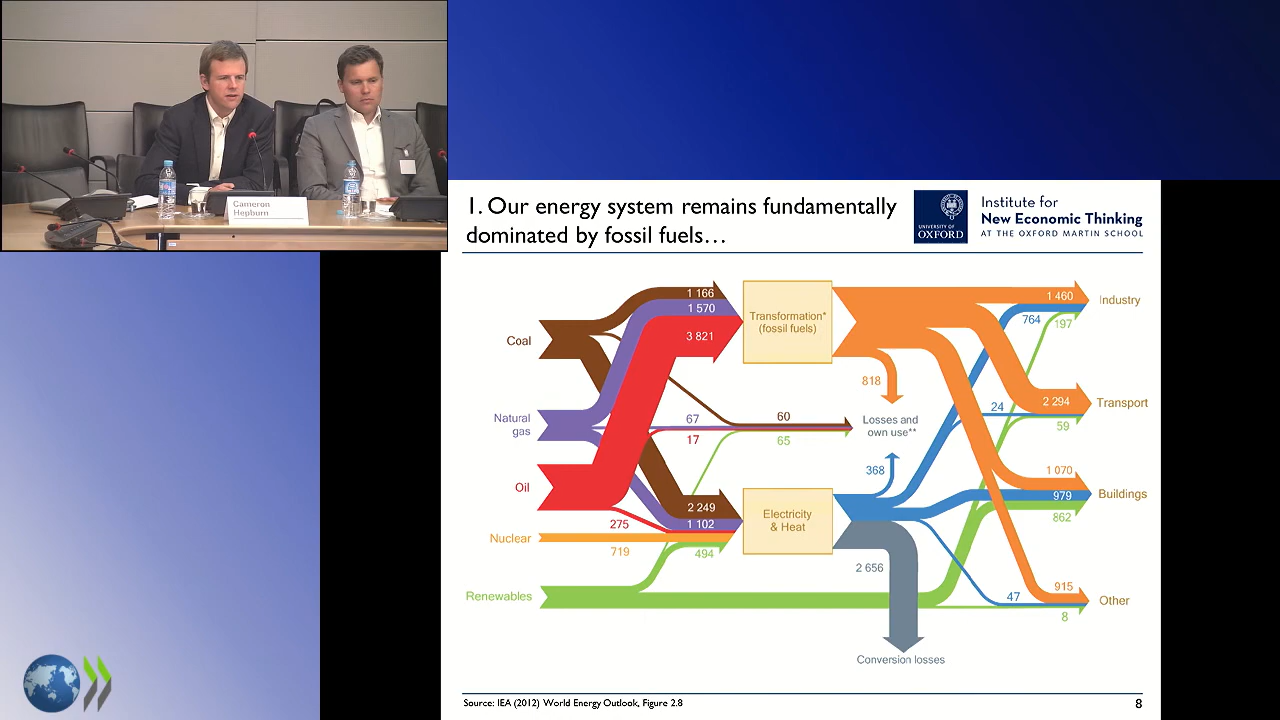 Cameron
Hepburn
1. Our energy system remains fundamentally
dominated by fossil fuels…
UNIVERSITY OF
OXFORD
Institute for
New Economic Thinking
AT THE OXFORD MARTIN SCHOOL
Coal
Natural
gas
Oil
Nuclear
Renewables
1 166
1 570
3 821
67
17
60
65
2 249
1 102
275
719
494
Transformation*
(fossil fuels)
Electricity
& Heat
818
Losses and
own use**
368
2 656
Conversion losses
1 460
764
197
Industry
24
2 294
59
Transport
1 070
979
862
Buildings
915
47
8
Other
Source: IEA (2012) World Energy Outlook, Figure 2.8
8